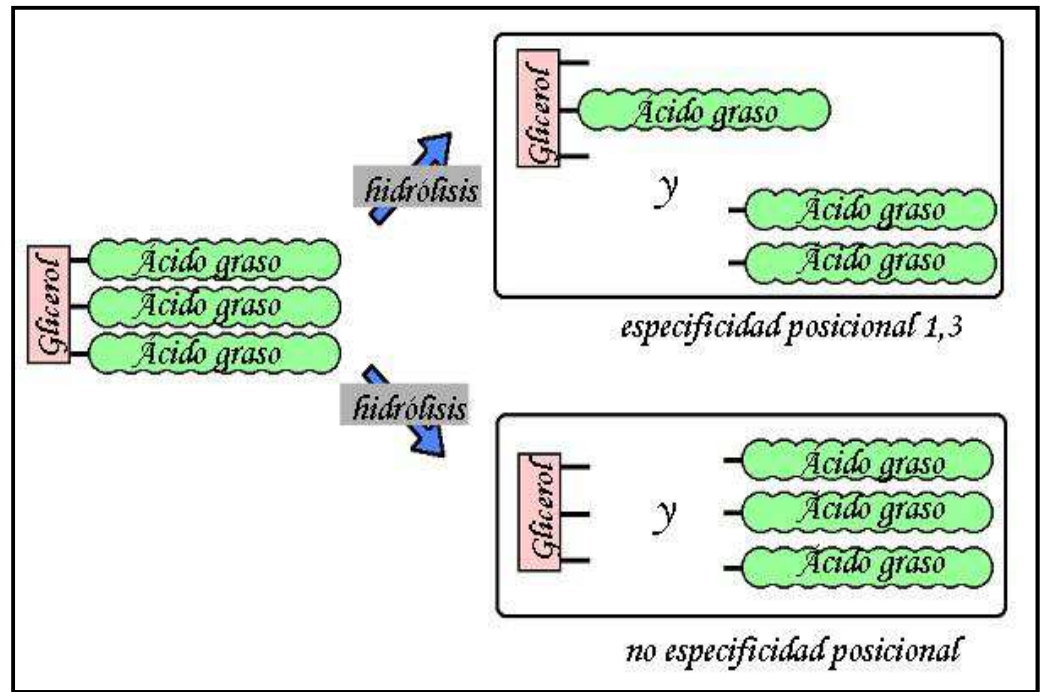 Glicerol
Ácido graso
Ácido graso
Ácido graso
hidrólisis
Glicerol
Ácido graso
y
Ácido graso
Ácido graso
especificidad posicional 1,3
hidrólisis
Glicerol
y
Ácido graso
Ácido graso
Ácido graso
no especificidad posicional